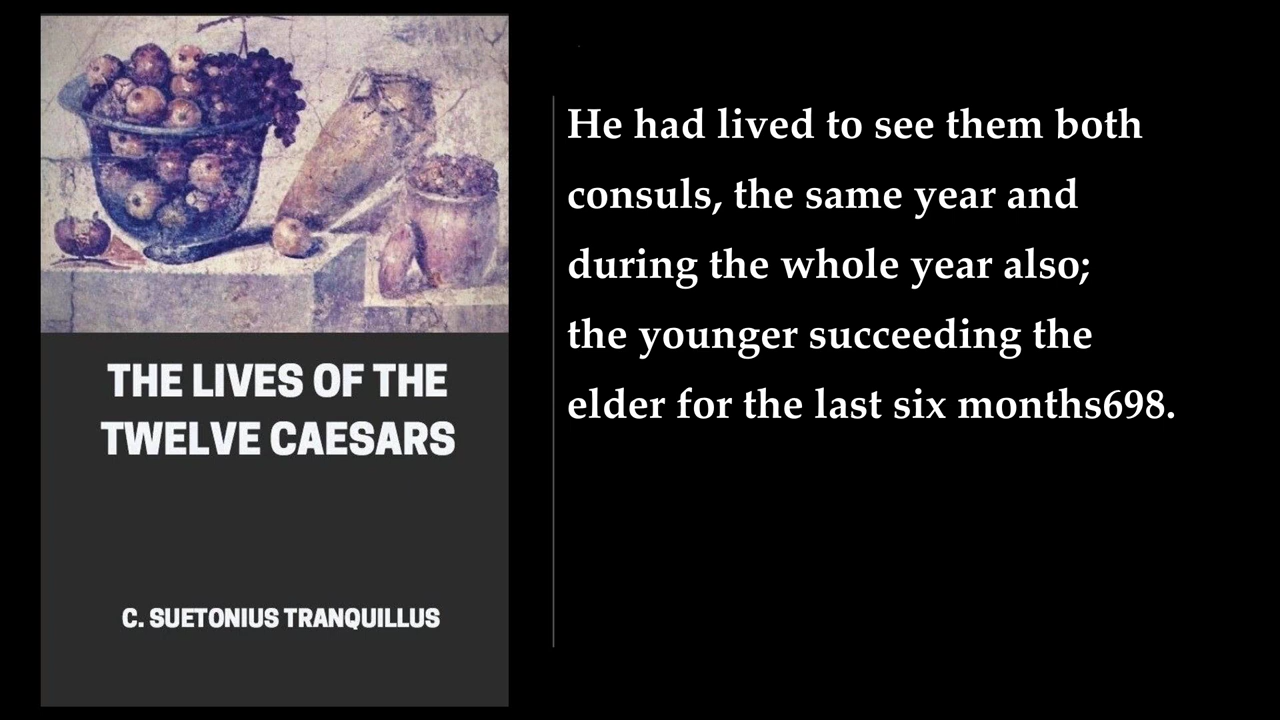 THE LIVES OF THE
TWELVE CAESARS
C. SUETONIUS TRANQUILLUS
He had lived to see them both
consuls, the same year and
during the whole year also;
the younger succeeding the
elder for the last six months698.